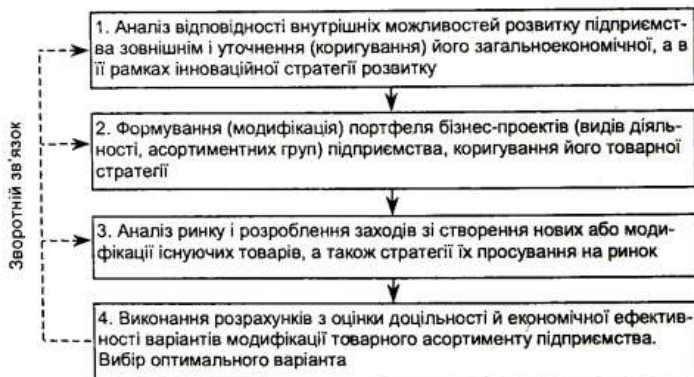 1. Аналіз відповідності внутрішніх можливостей розвитку підприємст-
ва зовнішнім і уточнення (коригування) його загальноекономічної, а в
її рамках інноваційної стратегії розвитку
2. Формування (модифікація) портфеля бізнес-проектів (видів діяль-
ності, асортиментних груп) підприємства, коригування його товарної
стратегії
3. Аналіз ринку і розроблення заходів зі створення нових або моди-
фікації існуючих товарів, а також стратегії їх просування на ринок
4. Виконання розрахунків з оцінки доцільності й економічної ефектив-
ності варіантів модифікації товарного асортименту підприємства.
Вибір оптимального варіанта
Зворотній зв'язок